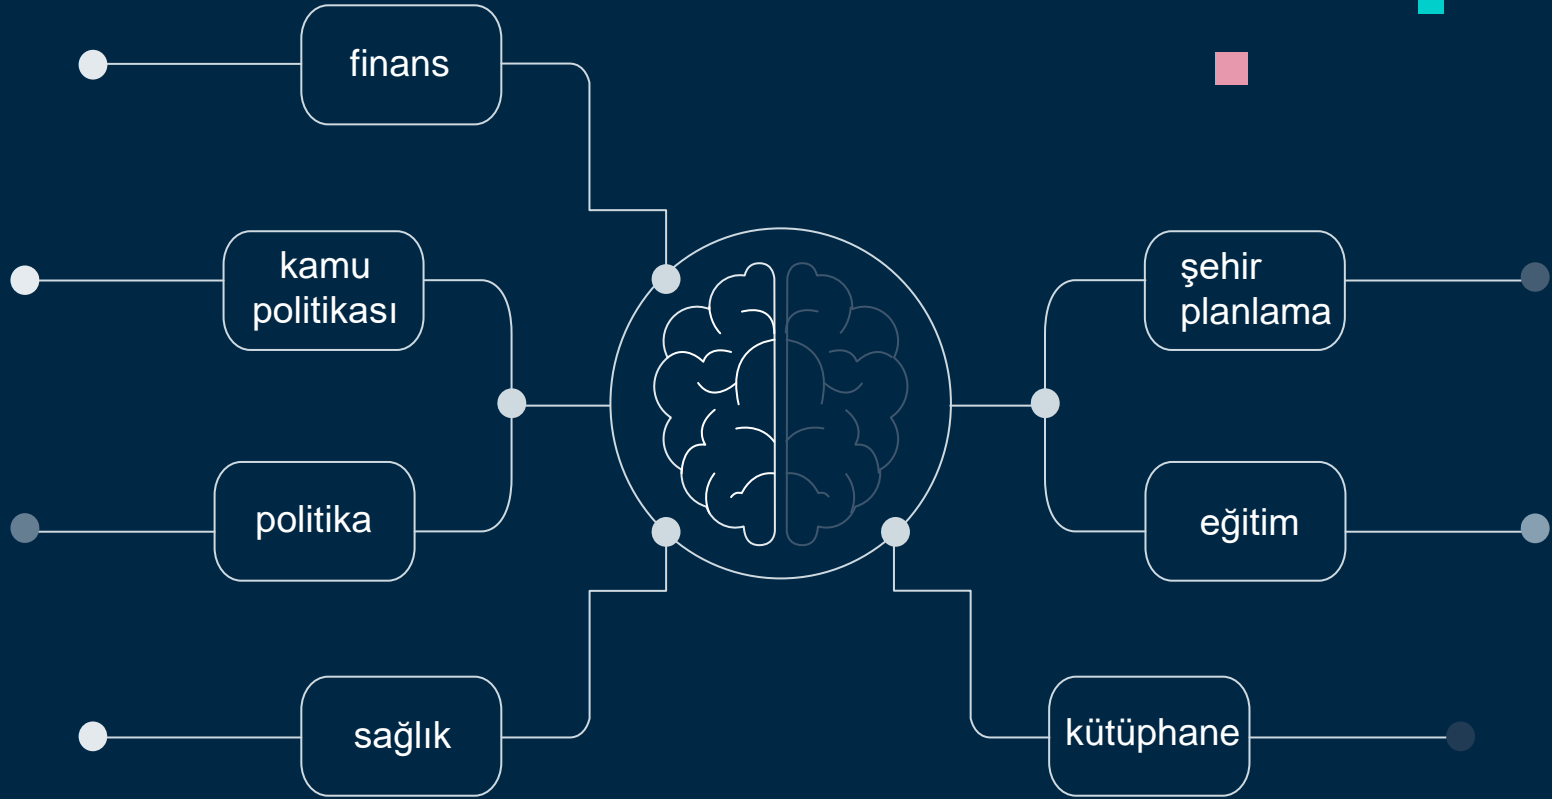 finans
kamu
politikası
politika
sağlık
şehir
planlama
eğitim
kütüphane